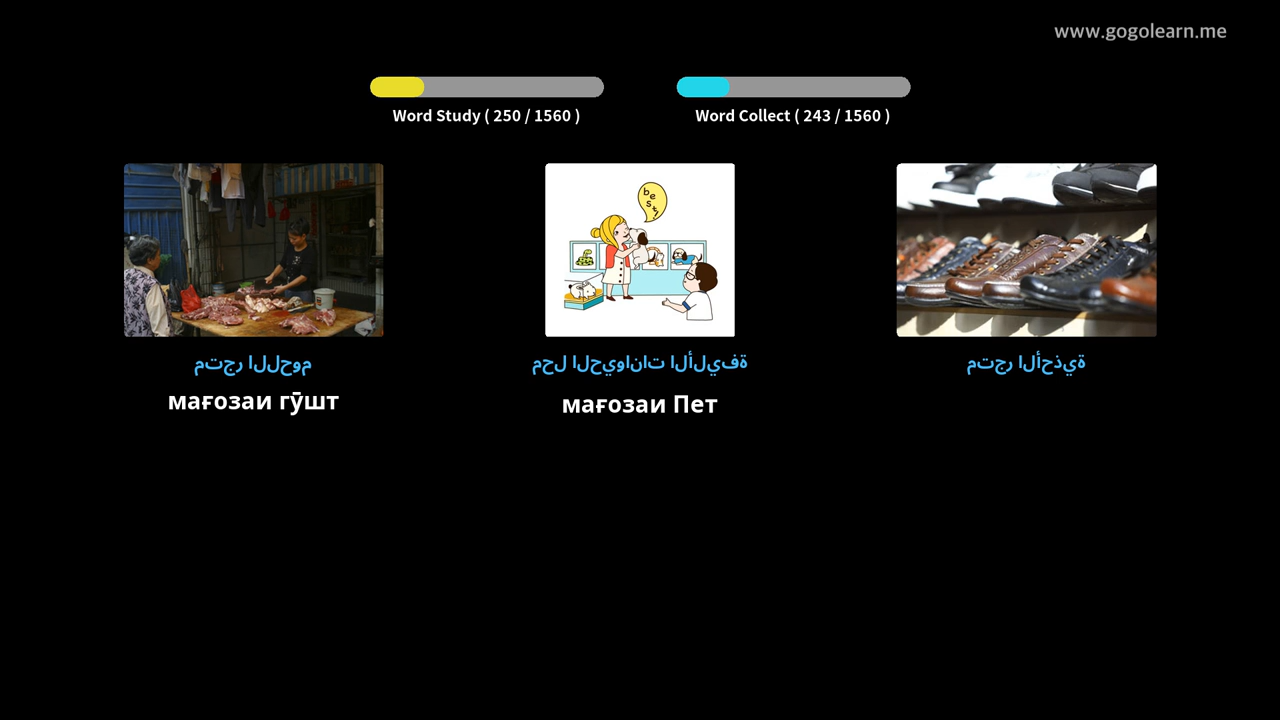 www.gogolearn.me
Word Study ( 250 / 1560 )
Word Collect ( 243 / 1560 )
best!
متجر اللحوم
محل الحيوانات الأليفة
متجر الأحذية
мағозаи гӯшт
мағозаи Пет